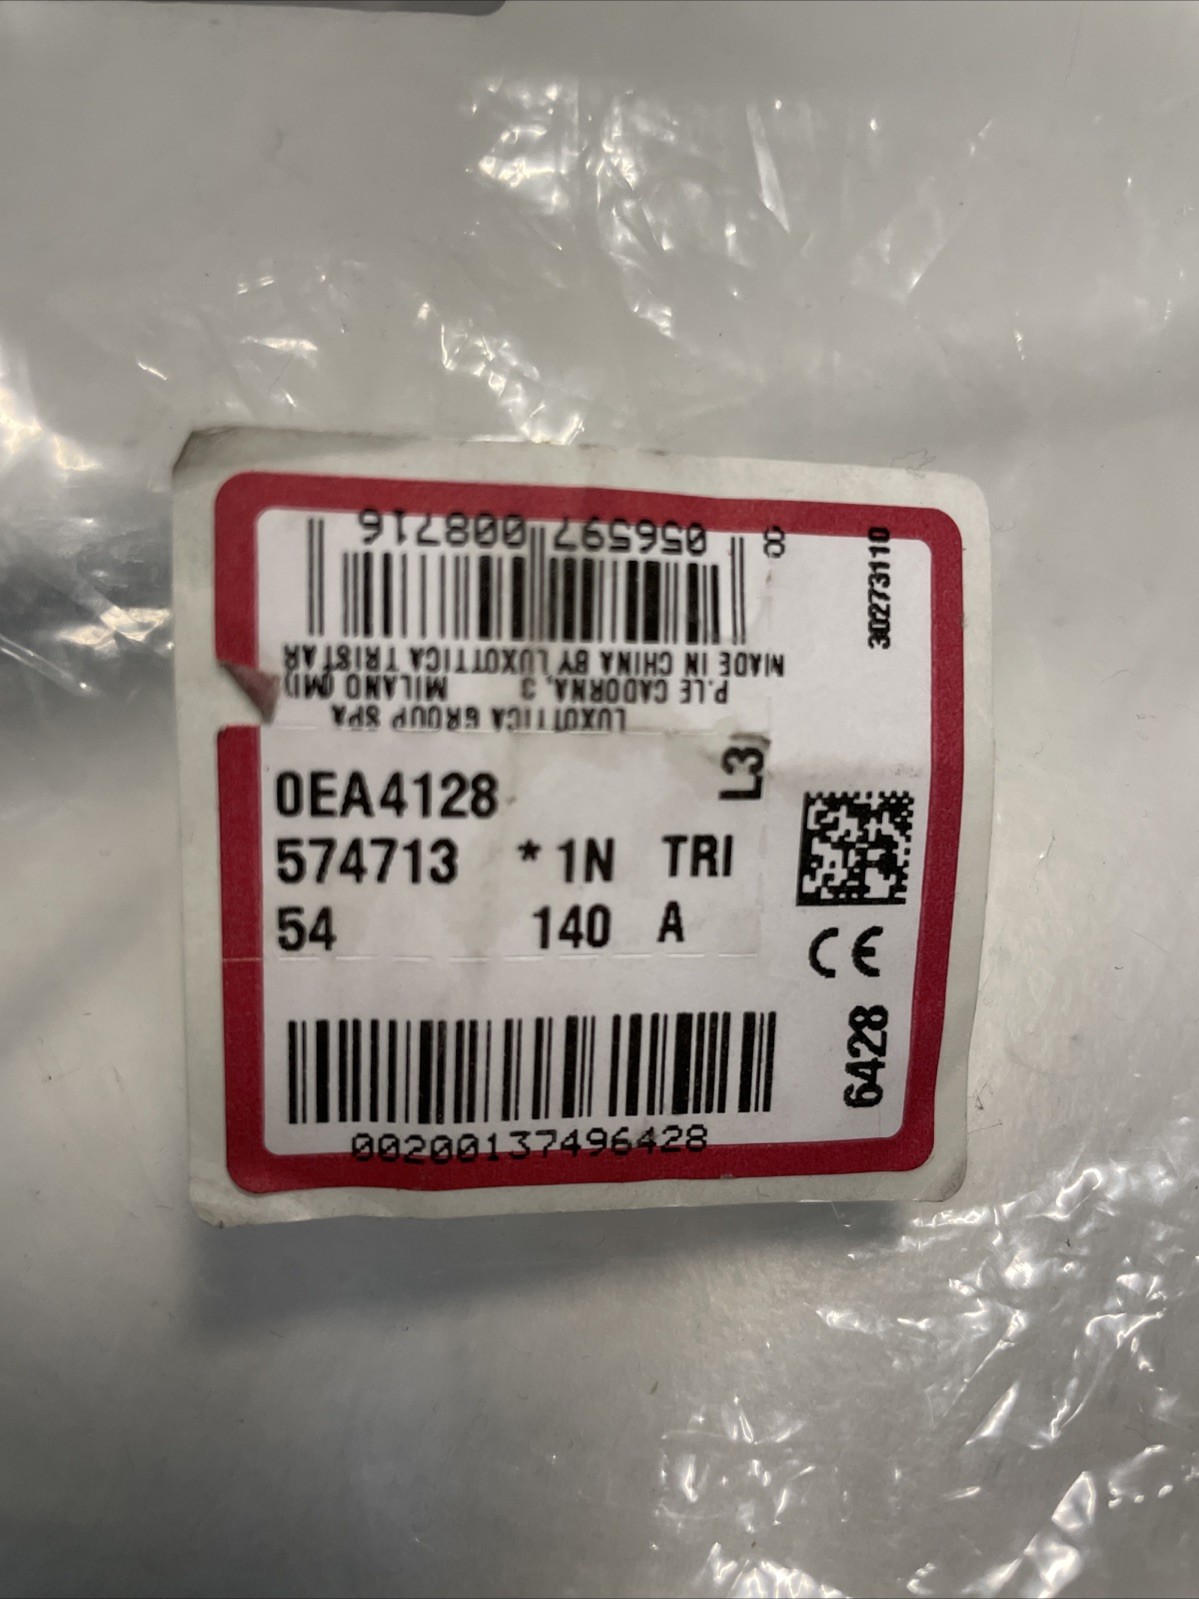 8 056597 008716
MADE IN CHINA BY LUXOTTICA TRISTAR
P.LE CADORNA, 3 MILANO (MI)
LUXOTTICA GROUP SPA
30273110
L3
0EA4128
574713 * 1N TRI
54 140 A
CE
6428
00200137496428